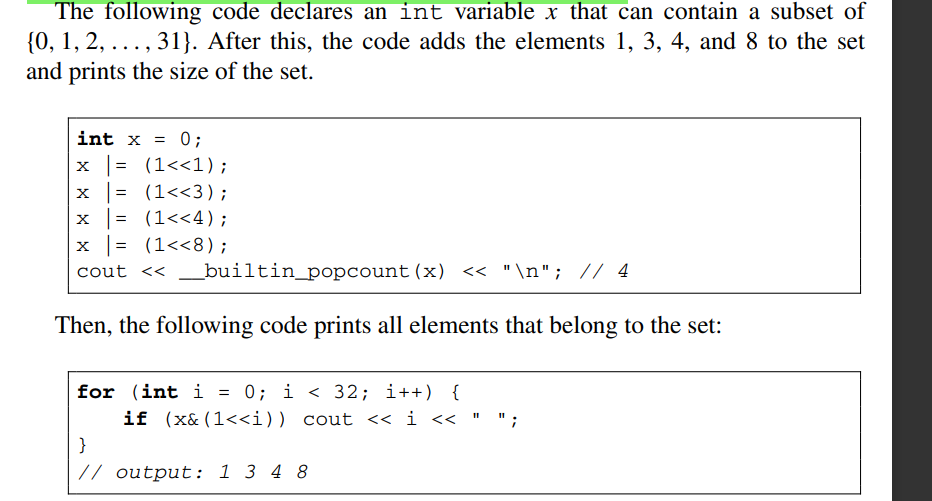 The following code declares an int variable x that can contain a subset of
{0, 1, 2, . . . , 31}. After this, the code adds the elements 1, 3, 4, and 8 to the set
and prints the size of the set.
int x = 0;
x |= (1<<1);
x |= (1<<3);
x |= (1<<4);
x |= (1<<8);
cout << __builtin_popcount(x) << "\n"; // 4
Then, the following code prints all elements that belong to the set:
for (int i = 0; i < 32; i++) {
    if (x&(1<<i)) cout << i << " ";
}
// output: 1 3 4 8